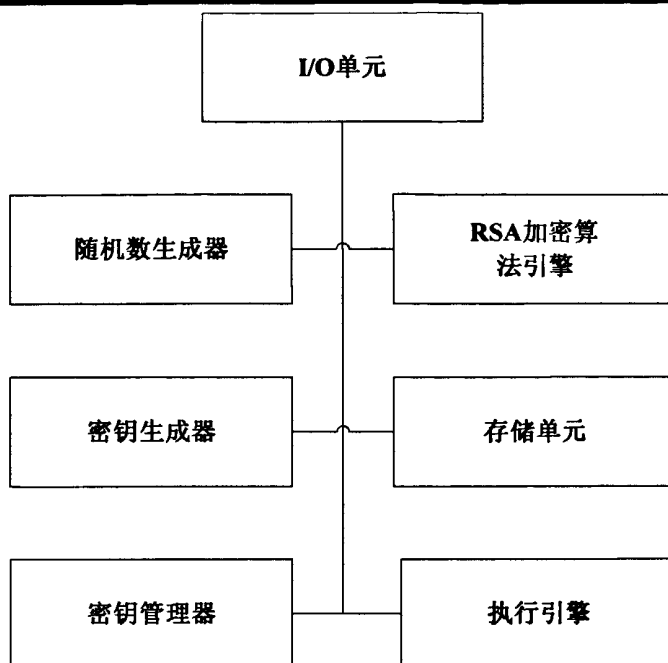 I/O单元
随机数生成器
RSA加密算
法引擎
密钥生成器
存储单元
密钥管理器
执行引擎